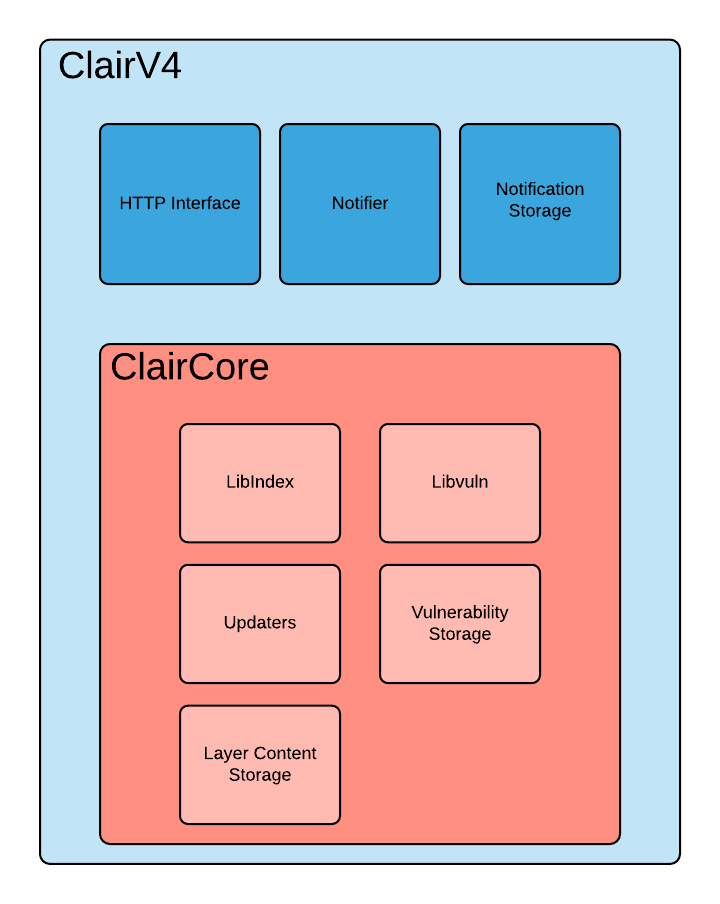 ClairV4
HTTP Interface
Notifier
Notification
Storage
ClairCore
LibIndex
Libvuln
Updaters
Vulnerability
Storage
Layer Content
Storage